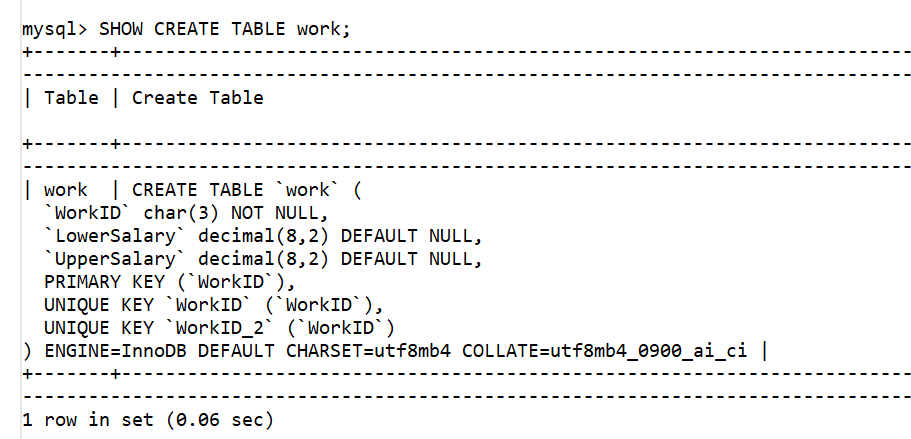 mysql> SHOW CREATE TABLE work;
+-------+------------------------------------------------------------------------
---------------------------------------------------------------------------------
| Table | Create Table
+-------+------------------------------------------------------------------------
---------------------------------------------------------------------------------
| work  | CREATE TABLE `work` (
  `WorkID` char(3) NOT NULL,
  `LowerSalary` decimal(8,2) DEFAULT NULL,
  `UpperSalary` decimal(8,2) DEFAULT NULL,
  PRIMARY KEY (`WorkID`),
  UNIQUE KEY `WorkID` (`WorkID`),
  UNIQUE KEY `WorkID_2` (`WorkID`)
) ENGINE=InnoDB DEFAULT CHARSET=utf8mb4 COLLATE=utf8mb4_0900_ai_ci |
+-------+------------------------------------------------------------------------
---------------------------------------------------------------------------------
1 row in set (0.06 sec)